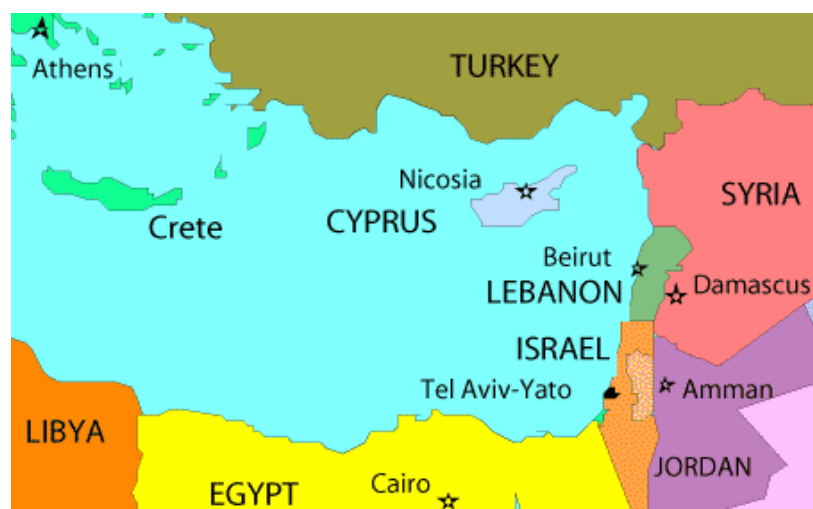 Athens
TURKEY
Nicosia
SYRIA
Crete
CYPRUS
Beirut
Damascus
LEBANON
ISRAEL
Tel Aviv-Yato
Amman
LIBYA
JORDAN
Cairo
EGYPT